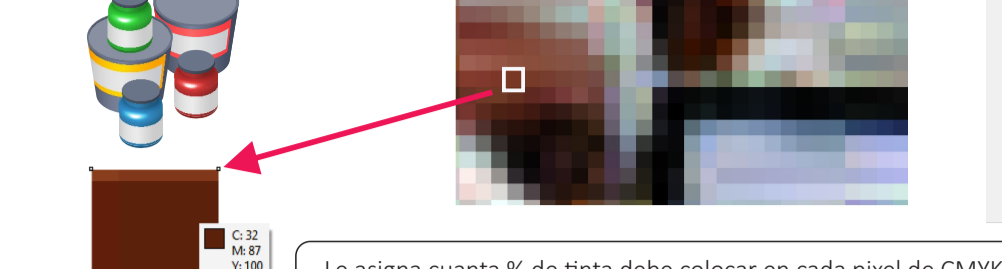 C: 32
M: 87
Y: 100
Le asigna cuanta % de tinta debe colocar en cada pixel de CMYK